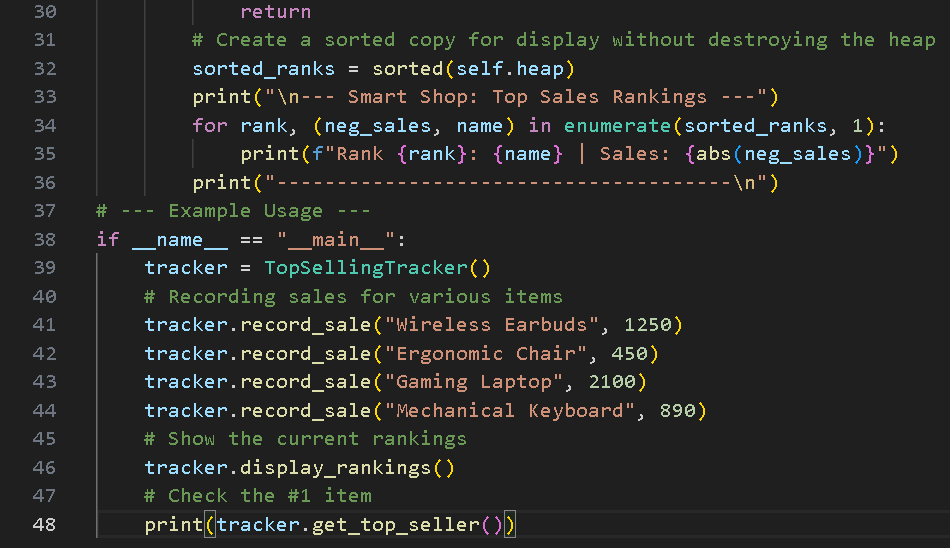 30 return
31 # Create a sorted copy for display without destroying the heap
32 sorted_ranks = sorted(self.heap)
33 print("\n--- Smart Shop: Top Sales Rankings ---")
34 for rank, (neg_sales, name) in enumerate(sorted_ranks, 1):
35 print(f"Rank {rank}: {name} | Sales: {abs(neg_sales)}")
36 print("--------------------------------------\n")
37 # --- Example Usage ---
38 if __name__ == "__main__":
39 tracker = TopSellingTracker()
40 # Recording sales for various items
41 tracker.record_sale("Wireless Earbuds", 1250)
42 tracker.record_sale("Ergonomic Chair", 450)
43 tracker.record_sale("Gaming Laptop", 2100)
44 tracker.record_sale("Mechanical Keyboard", 890)
45 # Show the current rankings
46 tracker.display_rankings()
47 # Check the #1 item
48 print(tracker.get_top_seller())